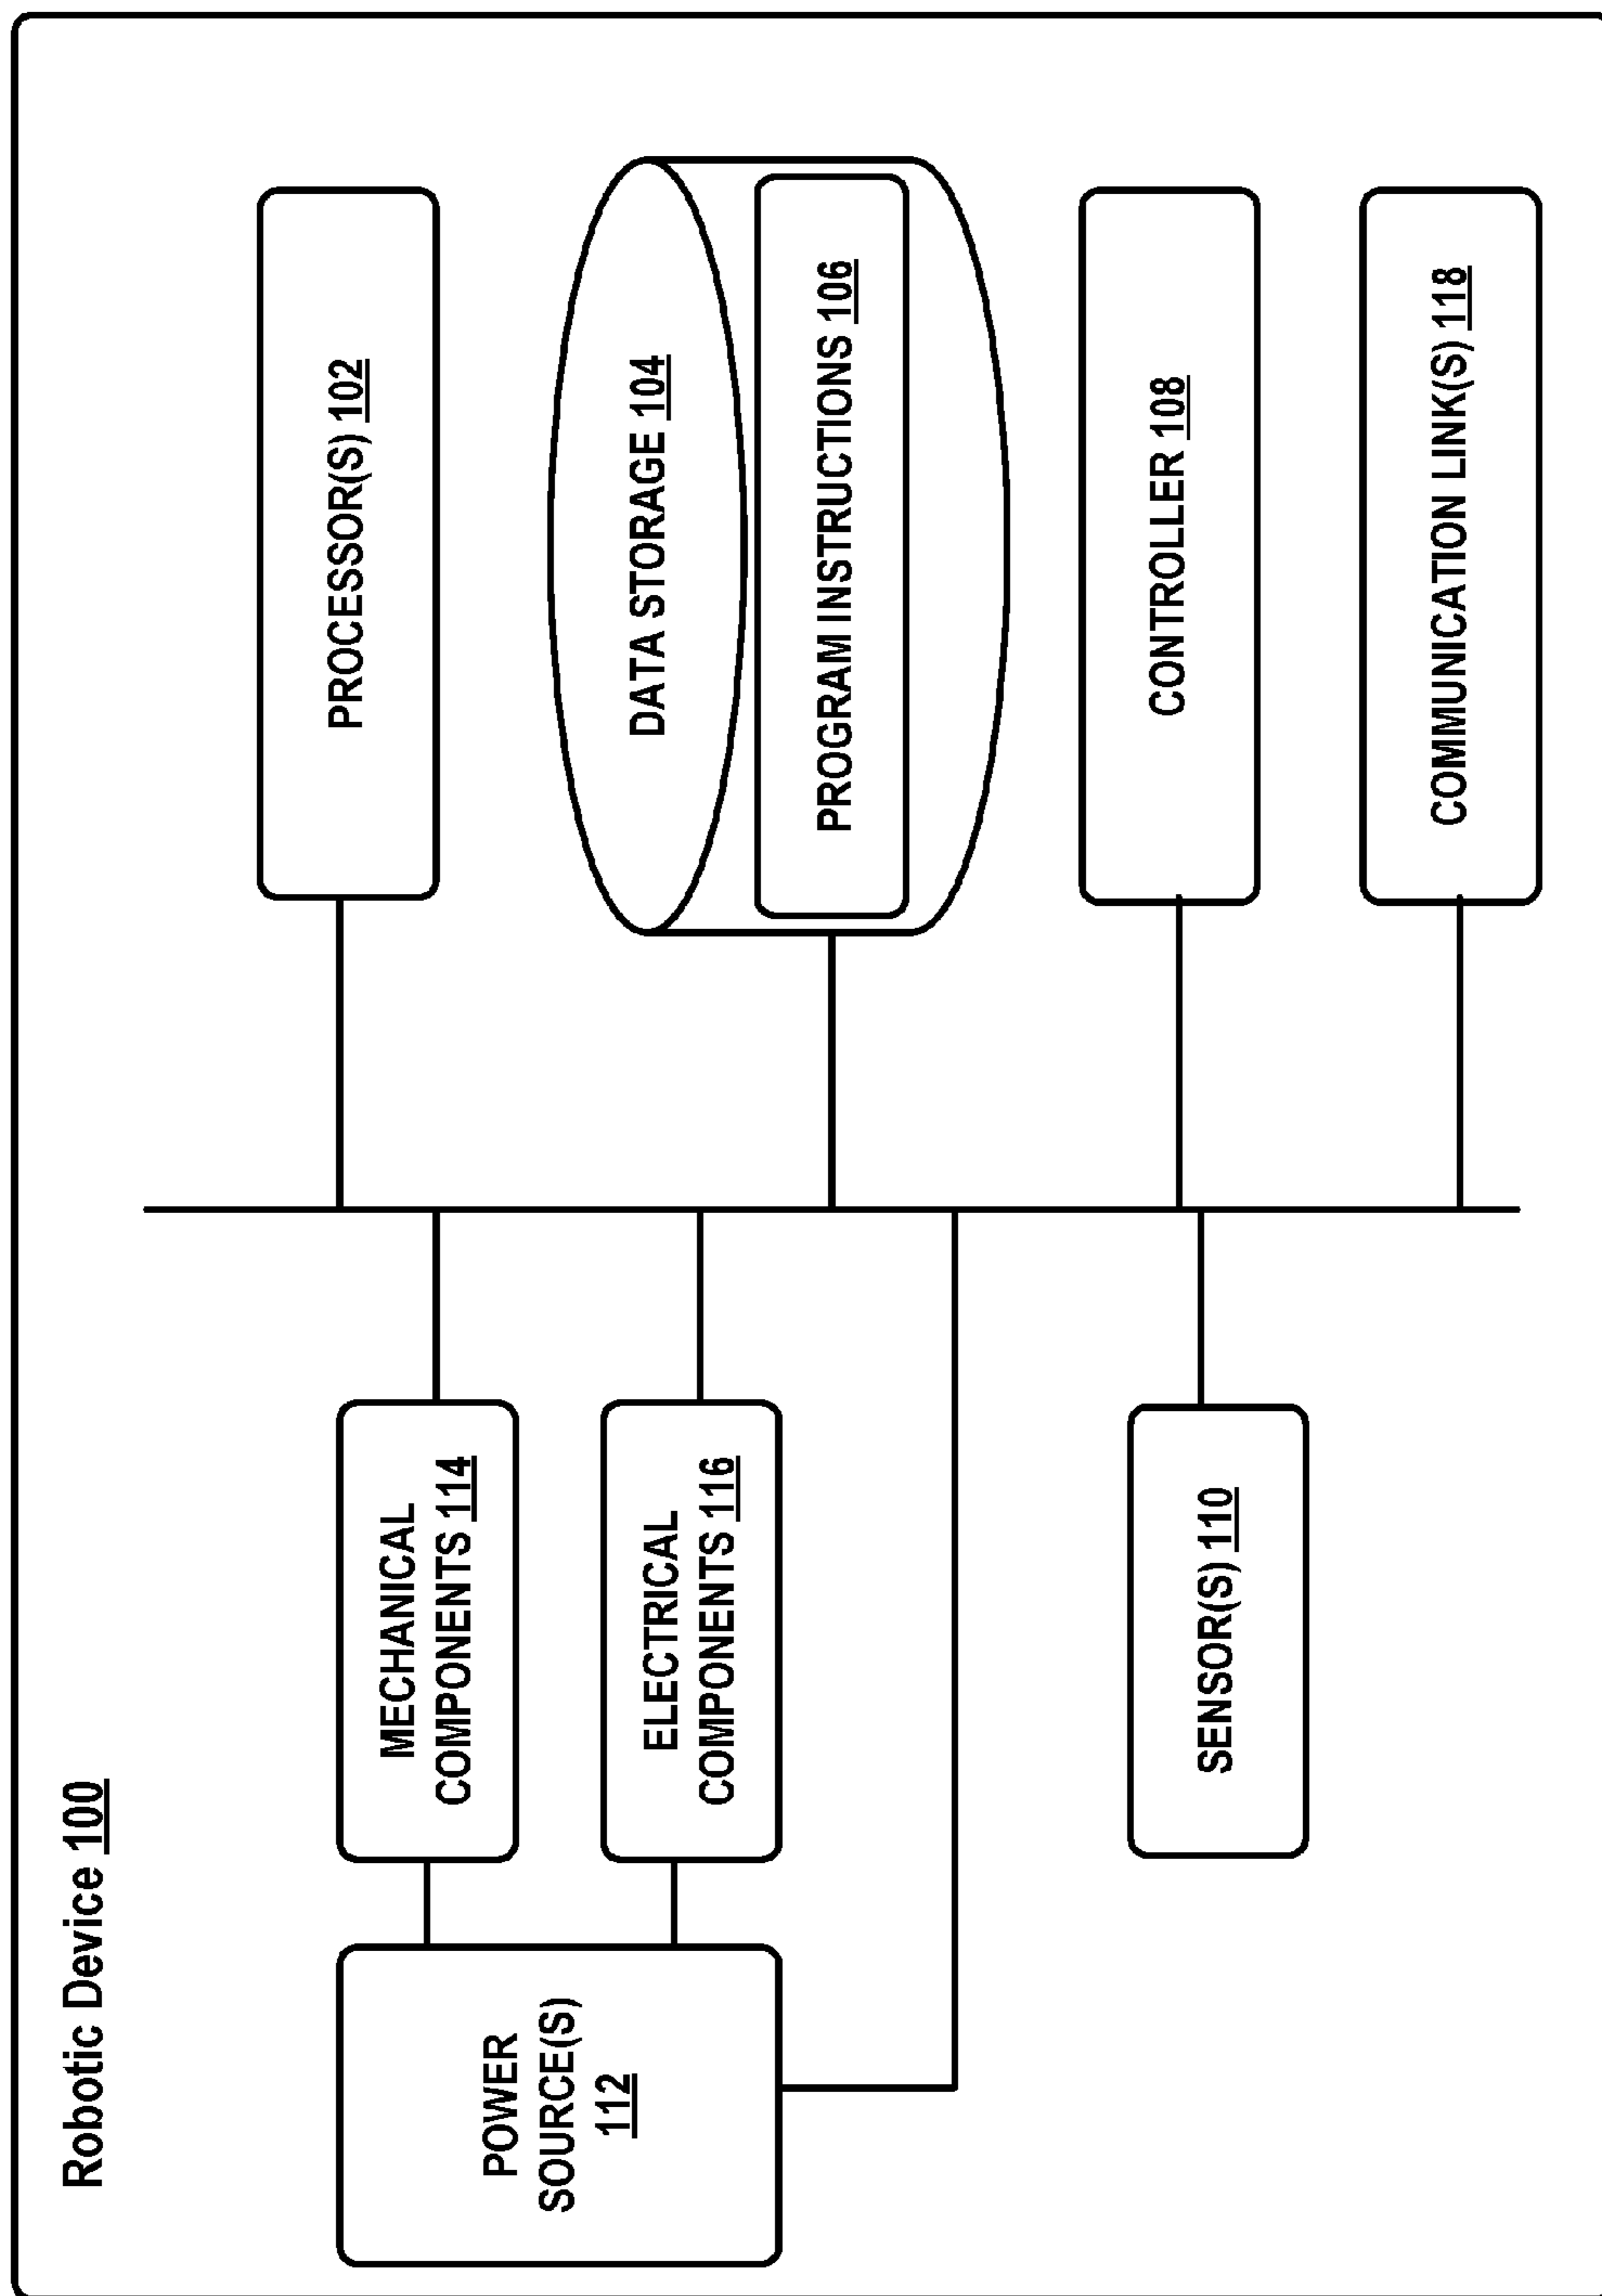 Robotic Device 100
POWER
SOURCE(S)
112
MECHANICAL
COMPONENTS 114
ELECTRICAL
COMPONENTS 116
SENSOR(S) 110
PROCESSOR(S) 102
DATA STORAGE 104
PROGRAM INSTRUCTIONS 106
CONTROLLER 108
COMMUNICATION LINK(S) 118